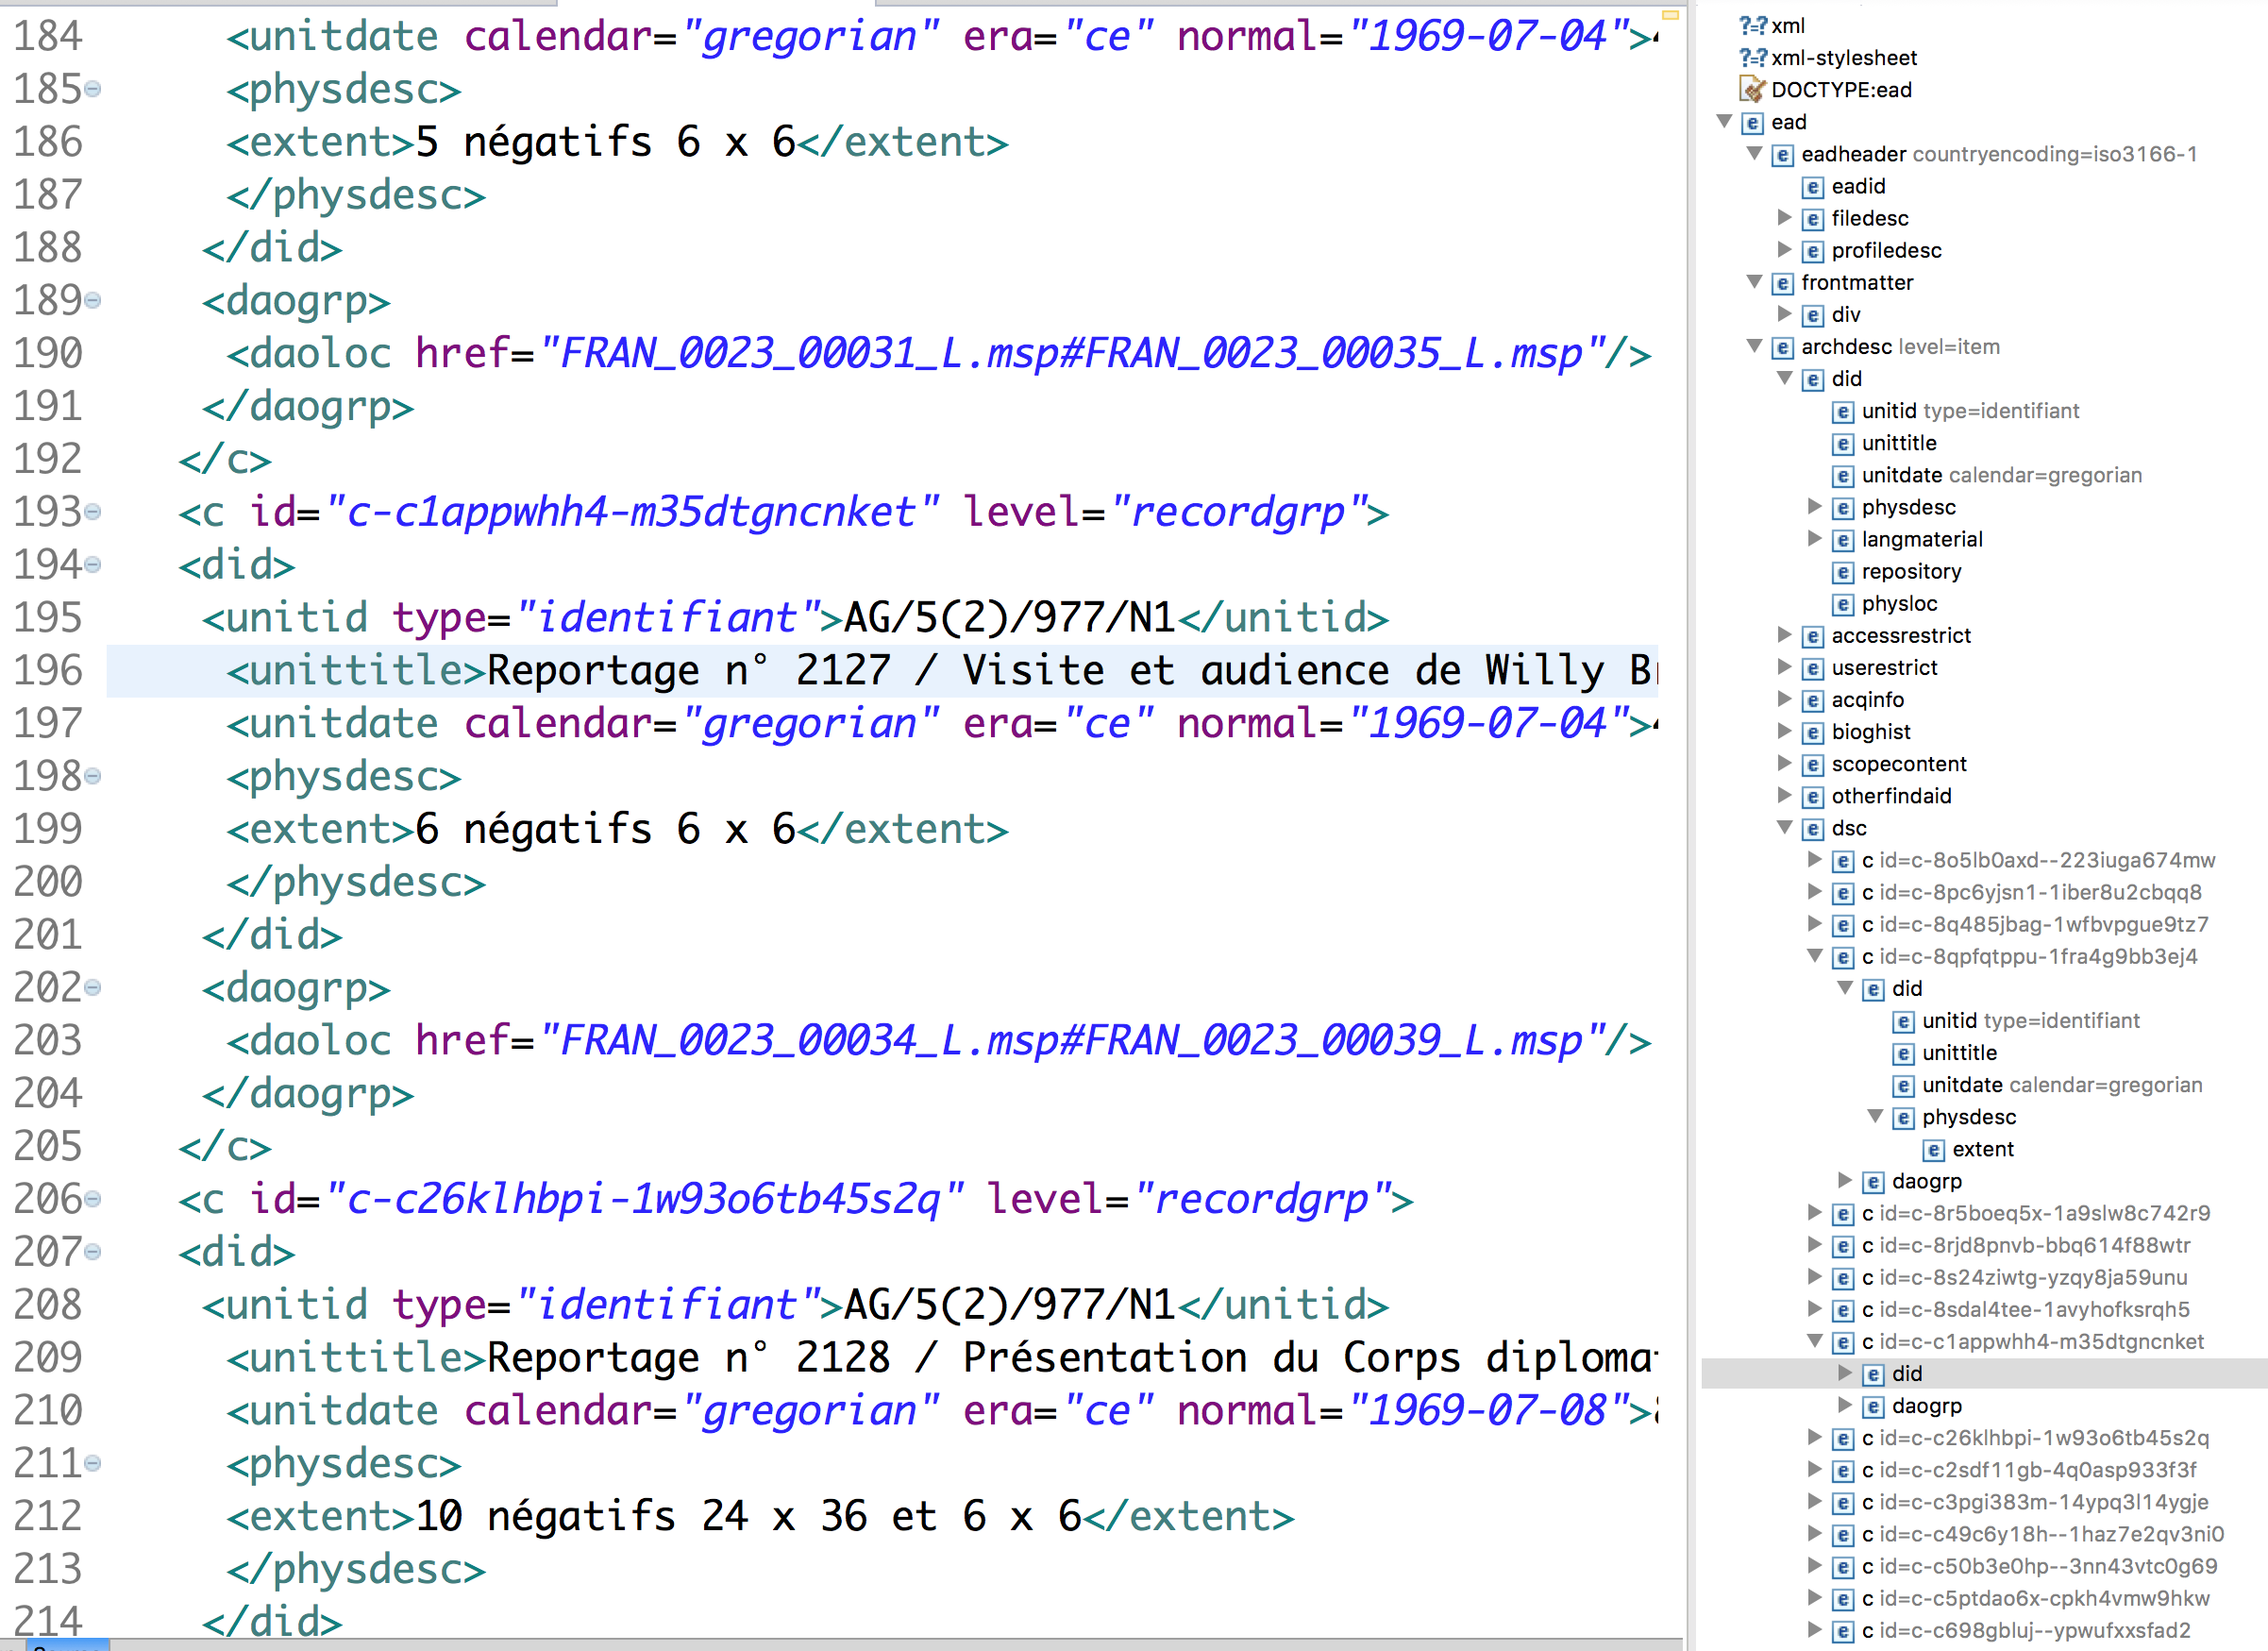 184 <unitdate calendar="gregorian" era="ce" normal="1969-07-04">
185 <physdesc>
186 <extent>5 négatifs 6 x 6</extent>
187 </physdesc>
188 </did>
189 <daogrp>
190 <daoloc href="FRAN_0023_00031_L.msp#FRAN_0023_00035_L.msp"/>
191 </daogrp>
192 </c>
193 <c id="c-c1appwhh4-m35dtgncnket" level="recordgrp">
194 <did>
195 <unitid type="identifiant">AG/5(2)/977/N1</unitid>
196 <unittitle>Reportage n° 2127 / Visite et audience de Willy
197 <unitdate calendar="gregorian" era="ce" normal="1969-07-04">
198 <physdesc>
199 <extent>6 négatifs 6 x 6</extent>
200 </physdesc>
201 </did>
202 <daogrp>
203 <daoloc href="FRAN_0023_00034_L.msp#FRAN_0023_00039_L.msp"/>
204 </daogrp>
205 </c>
206 <c id="c-c26klhbpi-1w93o6tb45s2q" level="recordgrp">
207 <did>
208 <unitid type="identifiant">AG/5(2)/977/N1</unitid>
209 <unittitle>Reportage n° 2128 / Présentation du Corps diploma
210 <unitdate calendar="gregorian" era="ce" normal="1969-07-08">
211 <physdesc>
212 <extent>10 négatifs 24 x 36 et 6 x 6</extent>
213 </physdesc>
214 </did>
?=? xml
?=? xml-stylesheet
DOCTYPE:ead
e ead
e eadheader countryencoding=iso3166-1
e eadid
e filedesc
e profiledesc
e frontmatter
e div
e archdesc level=item
e did
e unitid type=identifiant
e unittitle
e unitdate calendar=gregorian
e physdesc
e langmaterial
e repository
e physloc
e accessrestrict
e userestrict
e acqinfo
e bioghist
e scopecontent
e otherfindaid
e dsc
e c id=c-8o5lb0axd--223iuga674mw
e c id=c-8pc6yjsn1-1iber8u2cbqq8
e c id=c-8q485jbag-1wfbvpgue9tz7
e c id=c-8qpfqtppu-1fra4g9bb3ej4
e did
e unitid type=identifiant
e unittitle
e unitdate calendar=gregorian
e physdesc
e extent
e daogrp
e c id=c-8r5boeq5x-1a9slw8c742r9
e c id=c-8rjd8pnvb-bbq614f88wtr
e c id=c-8s24ziwtg-yzqy8ja59unu
e c id=c-8sdal4tee-1avyhofksrqh5
e c id=c-c1appwhh4-m35dtgncnket
e did
e daogrp
e c id=c-c26klhbpi-1w93o6tb45s2q
e c id=c-c2sdf11gb-4q0asp933f3f
e c id=c-c3pgi383m-14ypq3l14ygje
e c id=c-c49c6y18h--1haz7e2qv3ni0
e c id=c-c50b3e0hp--3nn43vtc0g69
e c id=c-c5ptdao6x-cpkh4vmw9hkw
e c id=c-c698gbluj--ypwufxxsfad2